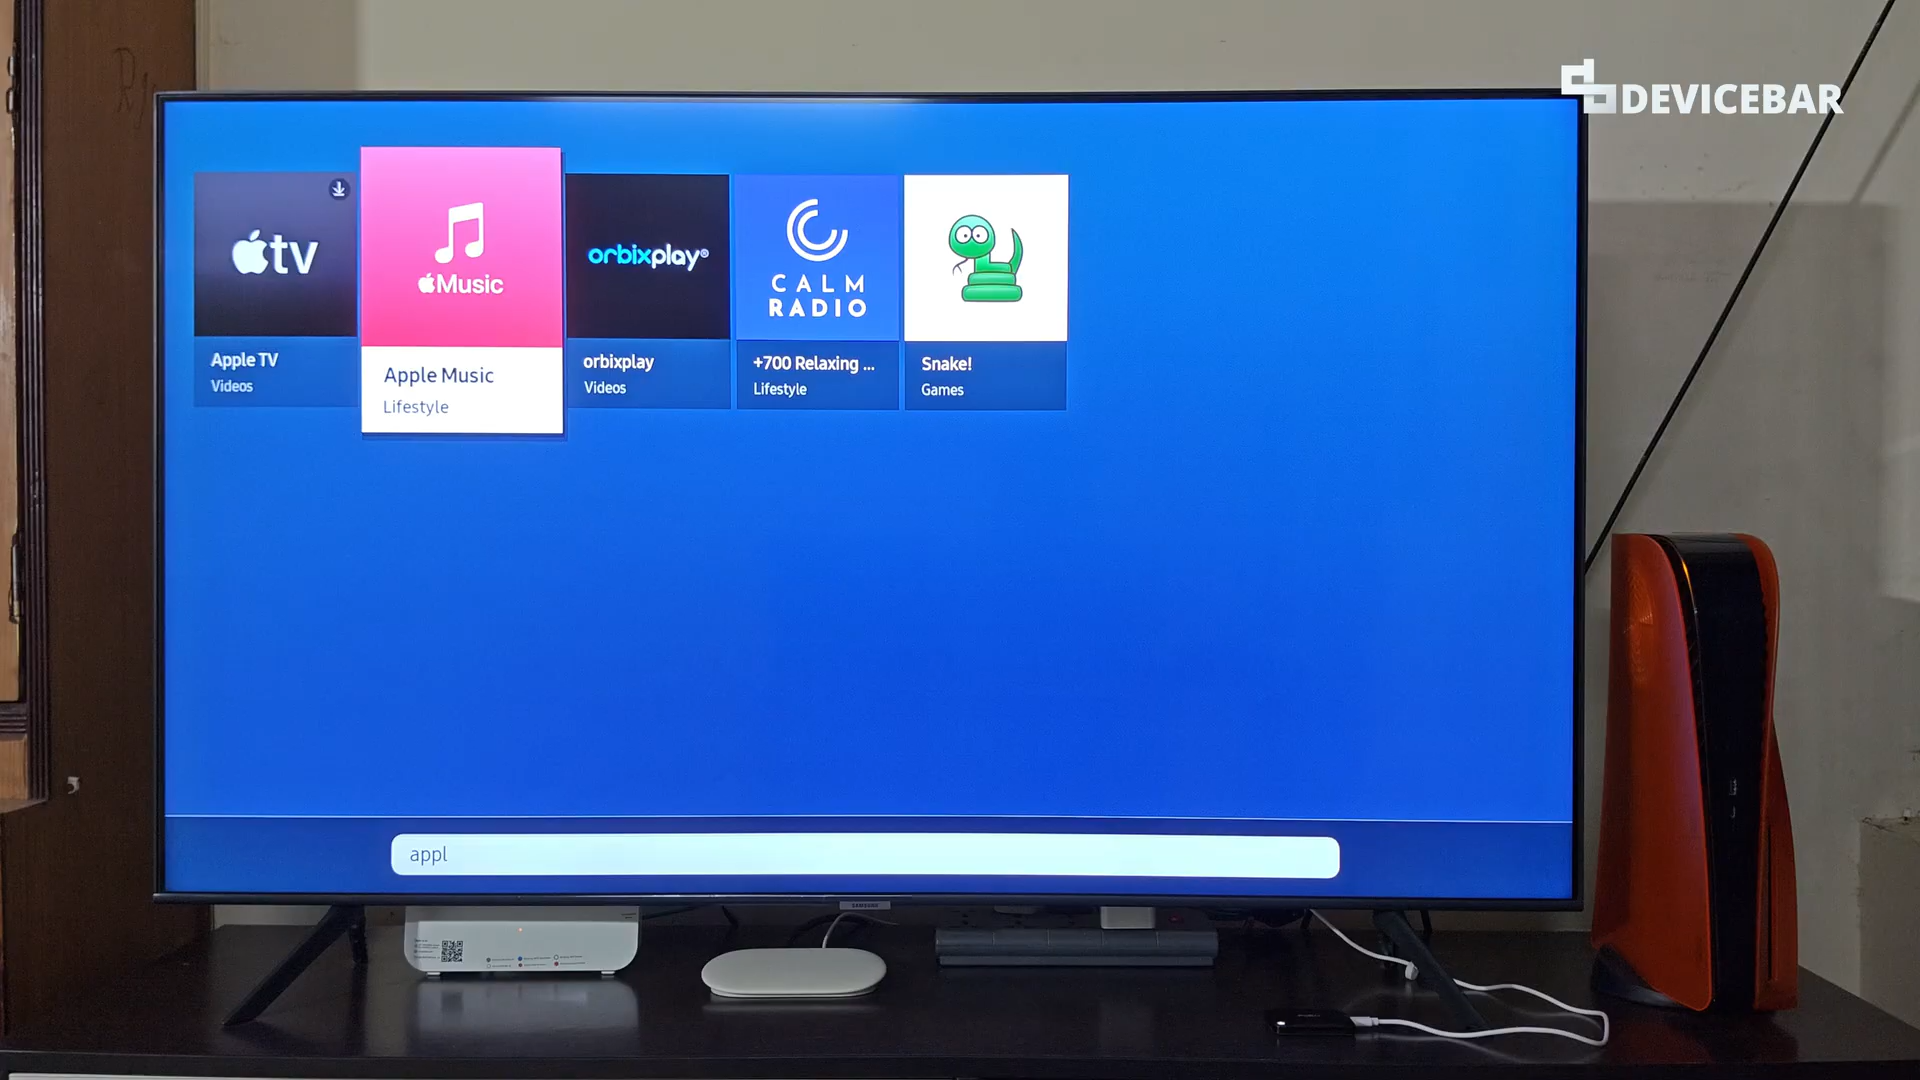 DEVICEBAR
tv
Music
orbixplay®
CALM
RADIO
Apple TV
Videos
Apple Music
Lifestyle
orbixplay
Videos
+700 Relaxing ...
Lifestyle
Snake!
Games
appl
SAMSUNG